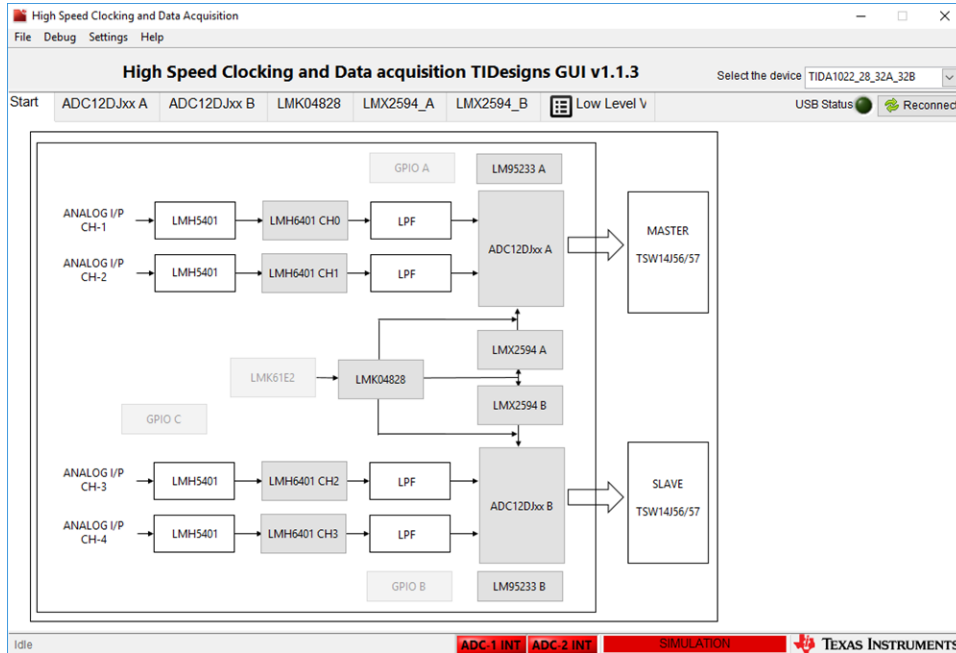 High Speed Clocking and Data Acquisition
File Debug Settings Help
High Speed Clocking and Data acquisition TIDesigns GUI v1.1.3
Select the device TIDA1022_28_32A_32B
Start ADC12DJxx A ADC12DJxx B LMK04828 LMX2594_A LMX2594_B Low Level V
USB Status Reconnect
GPIO A
LM95233 A
ANALOG I/P
CH-1
LMH5401
LMH6401 CH0
LPF
ADC12DJxx A
MASTER
TSW14J56/57
ANALOG I/P
CH-2
LMH5401
LMH6401 CH1
LPF
LMX2594 A
LMK61E2
LMK04828
LMX2594 B
GPIO C
ANALOG I/P
CH-3
LMH5401
LMH6401 CH2
LPF
ADC12DJxx B
SLAVE
TSW14J56/57
ANALOG I/P
CH-4
LMH5401
LMH6401 CH3
LPF
GPIO B
LM95233 B
Idle
ADC-1 INT ADC-2 INT SIMULATION TEXAS INSTRUMENTS